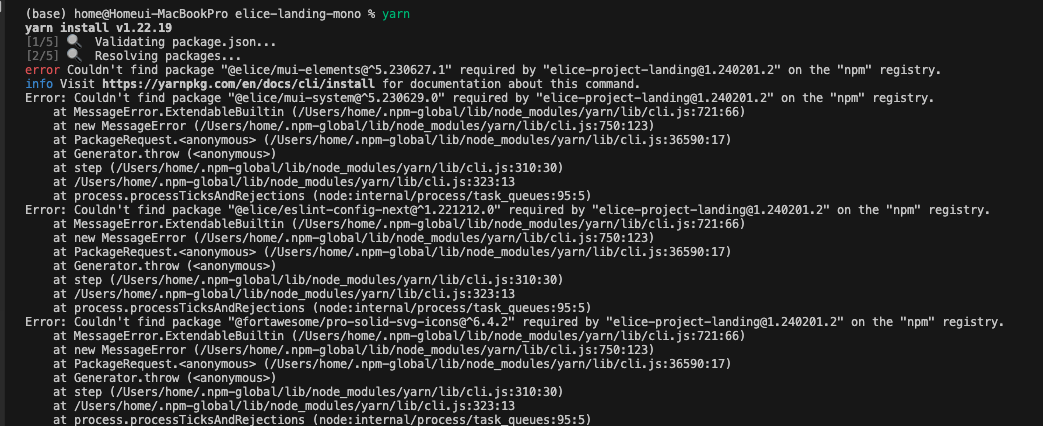 (base) home@Homeui-MacBookPro elice-landing-mono % yarn
yarn install v1.22.19
[1/5] 🔍 Validating package.json...
[2/5] 🔍 Resolving packages...
error Couldn't find package "@elice/mui-elements@^5.230627.1" required by "elice-project-landing@1.240201.2" on the "npm" registry.
info Visit https://yarnpkg.com/en/docs/cli/install for documentation about this command.
Error: Couldn't find package "@elice/mui-system@^5.230629.0" required by "elice-project-landing@1.240201.2" on the "npm" registry.
at MessageError.ExtendableBuiltin (/Users/home/.npm-global/lib/node_modules/yarn/lib/cli.js:721:66)
at new MessageError (/Users/home/.npm-global/lib/node_modules/yarn/lib/cli.js:750:123)
at PackageRequest.<anonymous> (/Users/home/.npm-global/lib/node_modules/yarn/lib/cli.js:36590:17)
at Generator.throw (<anonymous>)
at step (/Users/home/.npm-global/lib/node_modules/yarn/lib/cli.js:310:30)
at /Users/home/.npm-global/lib/node_modules/yarn/lib/cli.js:323:13
at process.processTicksAndRejections (node:internal/process/task_queues:95:5)
Error: Couldn't find package "@elice/eslint-config-next@^1.221212.0" required by "elice-project-landing@1.240201.2" on the "npm" registry.
at MessageError.ExtendableBuiltin (/Users/home/.npm-global/lib/node_modules/yarn/lib/cli.js:721:66)
at new MessageError (/Users/home/.npm-global/lib/node_modules/yarn/lib/cli.js:750:123)
at PackageRequest.<anonymous> (/Users/home/.npm-global/lib/node_modules/yarn/lib/cli.js:36590:17)
at Generator.throw (<anonymous>)
at step (/Users/home/.npm-global/lib/node_modules/yarn/lib/cli.js:310:30)
at /Users/home/.npm-global/lib/node_modules/yarn/lib/cli.js:323:13
at process.processTicksAndRejections (node:internal/process/task_queues:95:5)
Error: Couldn't find package "@fortawesome/pro-solid-svg-icons@^6.4.2" required by "elice-project-landing@1.240201.2" on the "npm" registry.
at MessageError.ExtendableBuiltin (/Users/home/.npm-global/lib/node_modules/yarn/lib/cli.js:721:66)
at new MessageError (/Users/home/.npm-global/lib/node_modules/yarn/lib/cli.js:750:123)
at PackageRequest.<anonymous> (/Users/home/.npm-global/lib/node_modules/yarn/lib/cli.js:36590:17)
at Generator.throw (<anonymous>)
at step (/Users/home/.npm-global/lib/node_modules/yarn/lib/cli.js:310:30)
at /Users/home/.npm-global/lib/node_modules/yarn/lib/cli.js:323:13
at process.processTicksAndRejections (node:internal/process/task_queues:95:5)